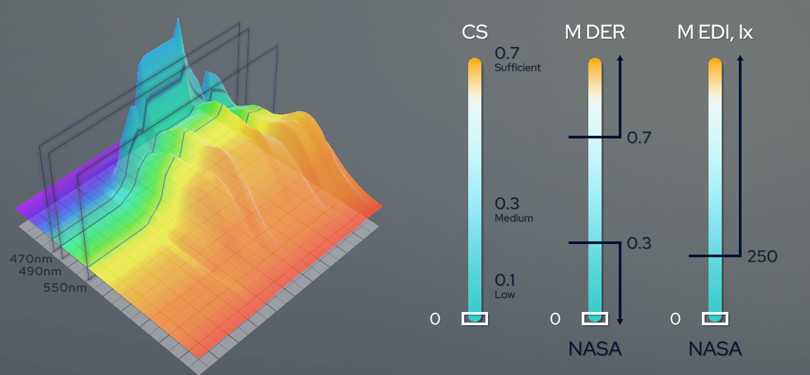 CS
M DER
M EDI, lx
0.7
Sufficient
0.7
0.3
Medium
0.3
250
470nm
490nm
550nm
0.1
Low
0
0
0
NASA
NASA